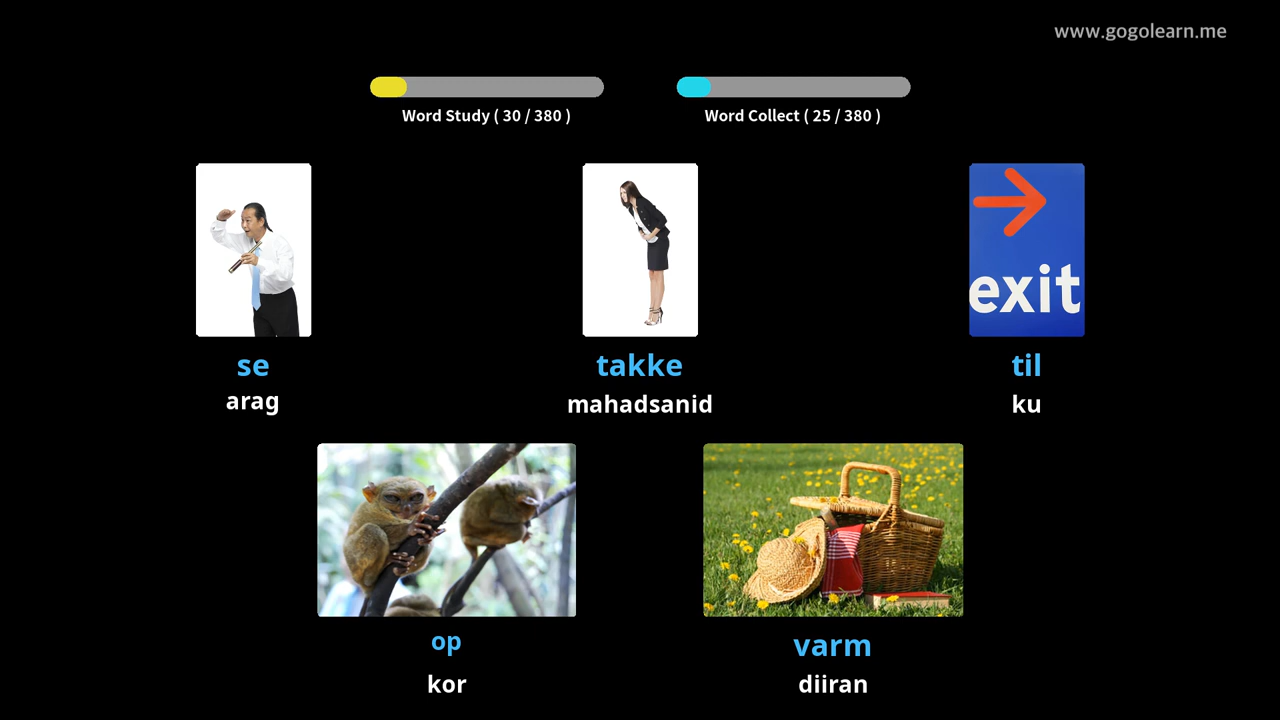 www.gogolearn.me
Word Study ( 30 / 380 )
Word Collect ( 25 / 380 )
exit
se
takke
til
arag
mahadsanid
ku
op
varm
kor
diiran